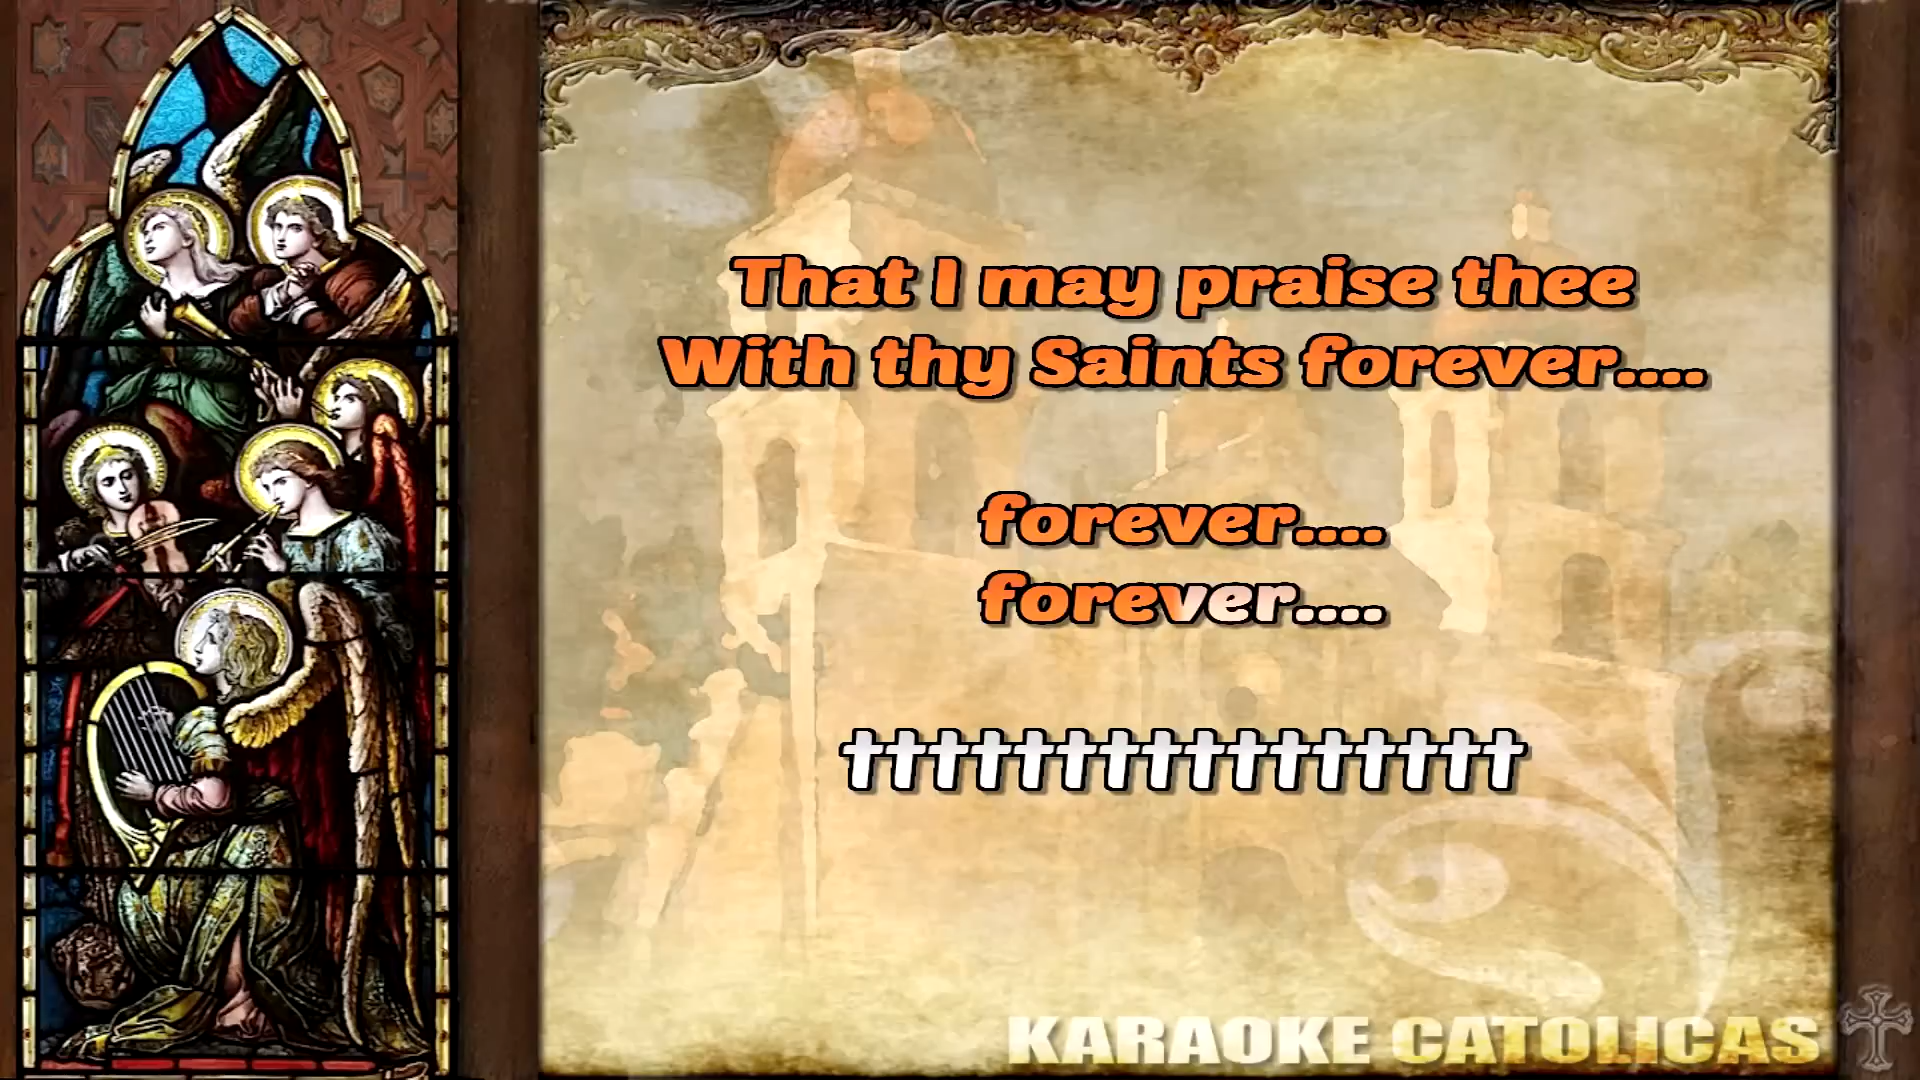 That I may praise thee
With thy Saints forever....
forever....
forever....
††††††††††††††††
KARAOKE CATOLICAS